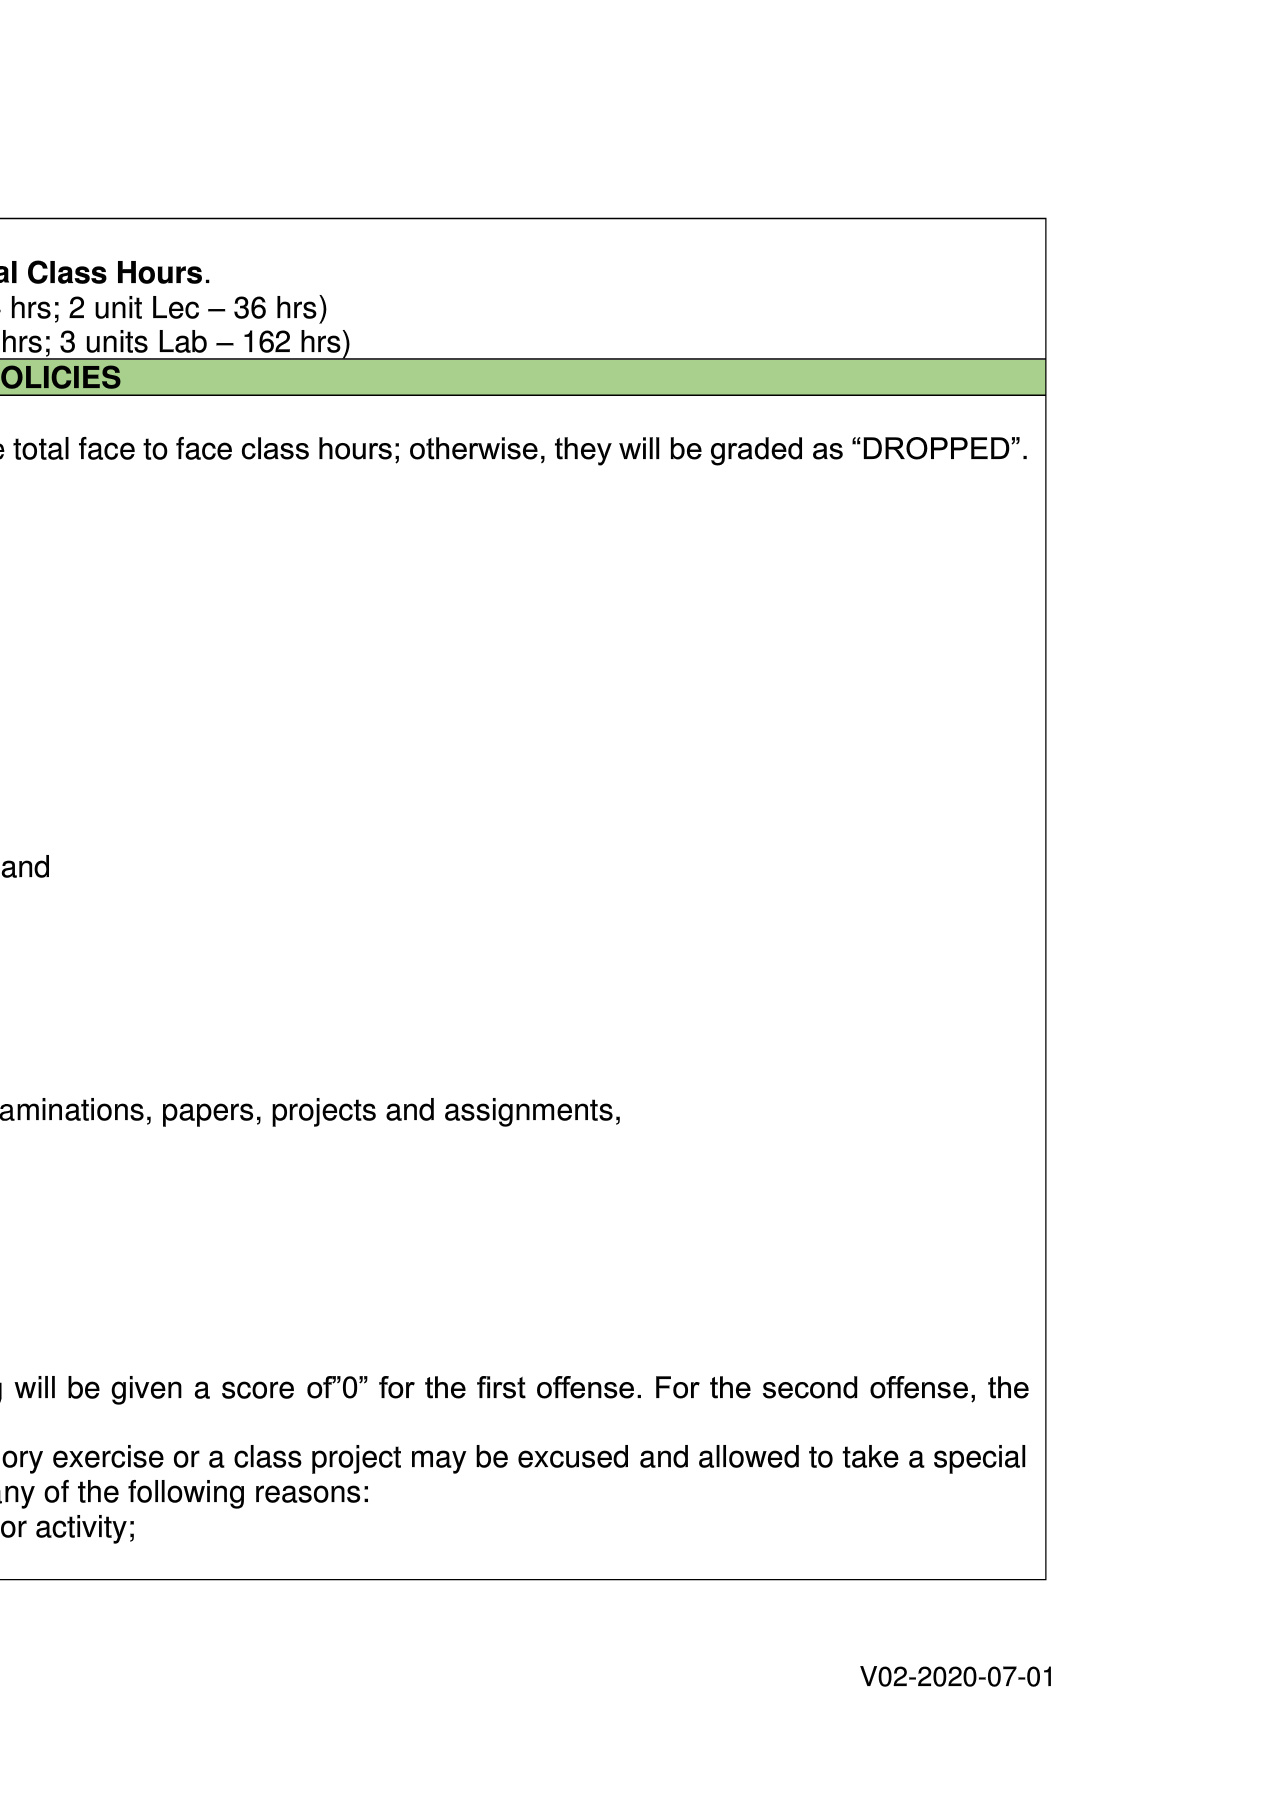 al Class Hours.
hrs; 2 unit Lec – 36 hrs)
hrs; 3 units Lab – 162 hrs)
OLICIES
e total face to face class hours; otherwise, they will be graded as “DROPPED”.
and
aminations, papers, projects and assignments,
g will be given a score of”0” for the first offense. For the second offense, the
ory exercise or a class project may be excused and allowed to take a special
any of the following reasons:
or activity;
V02-2020-07-01